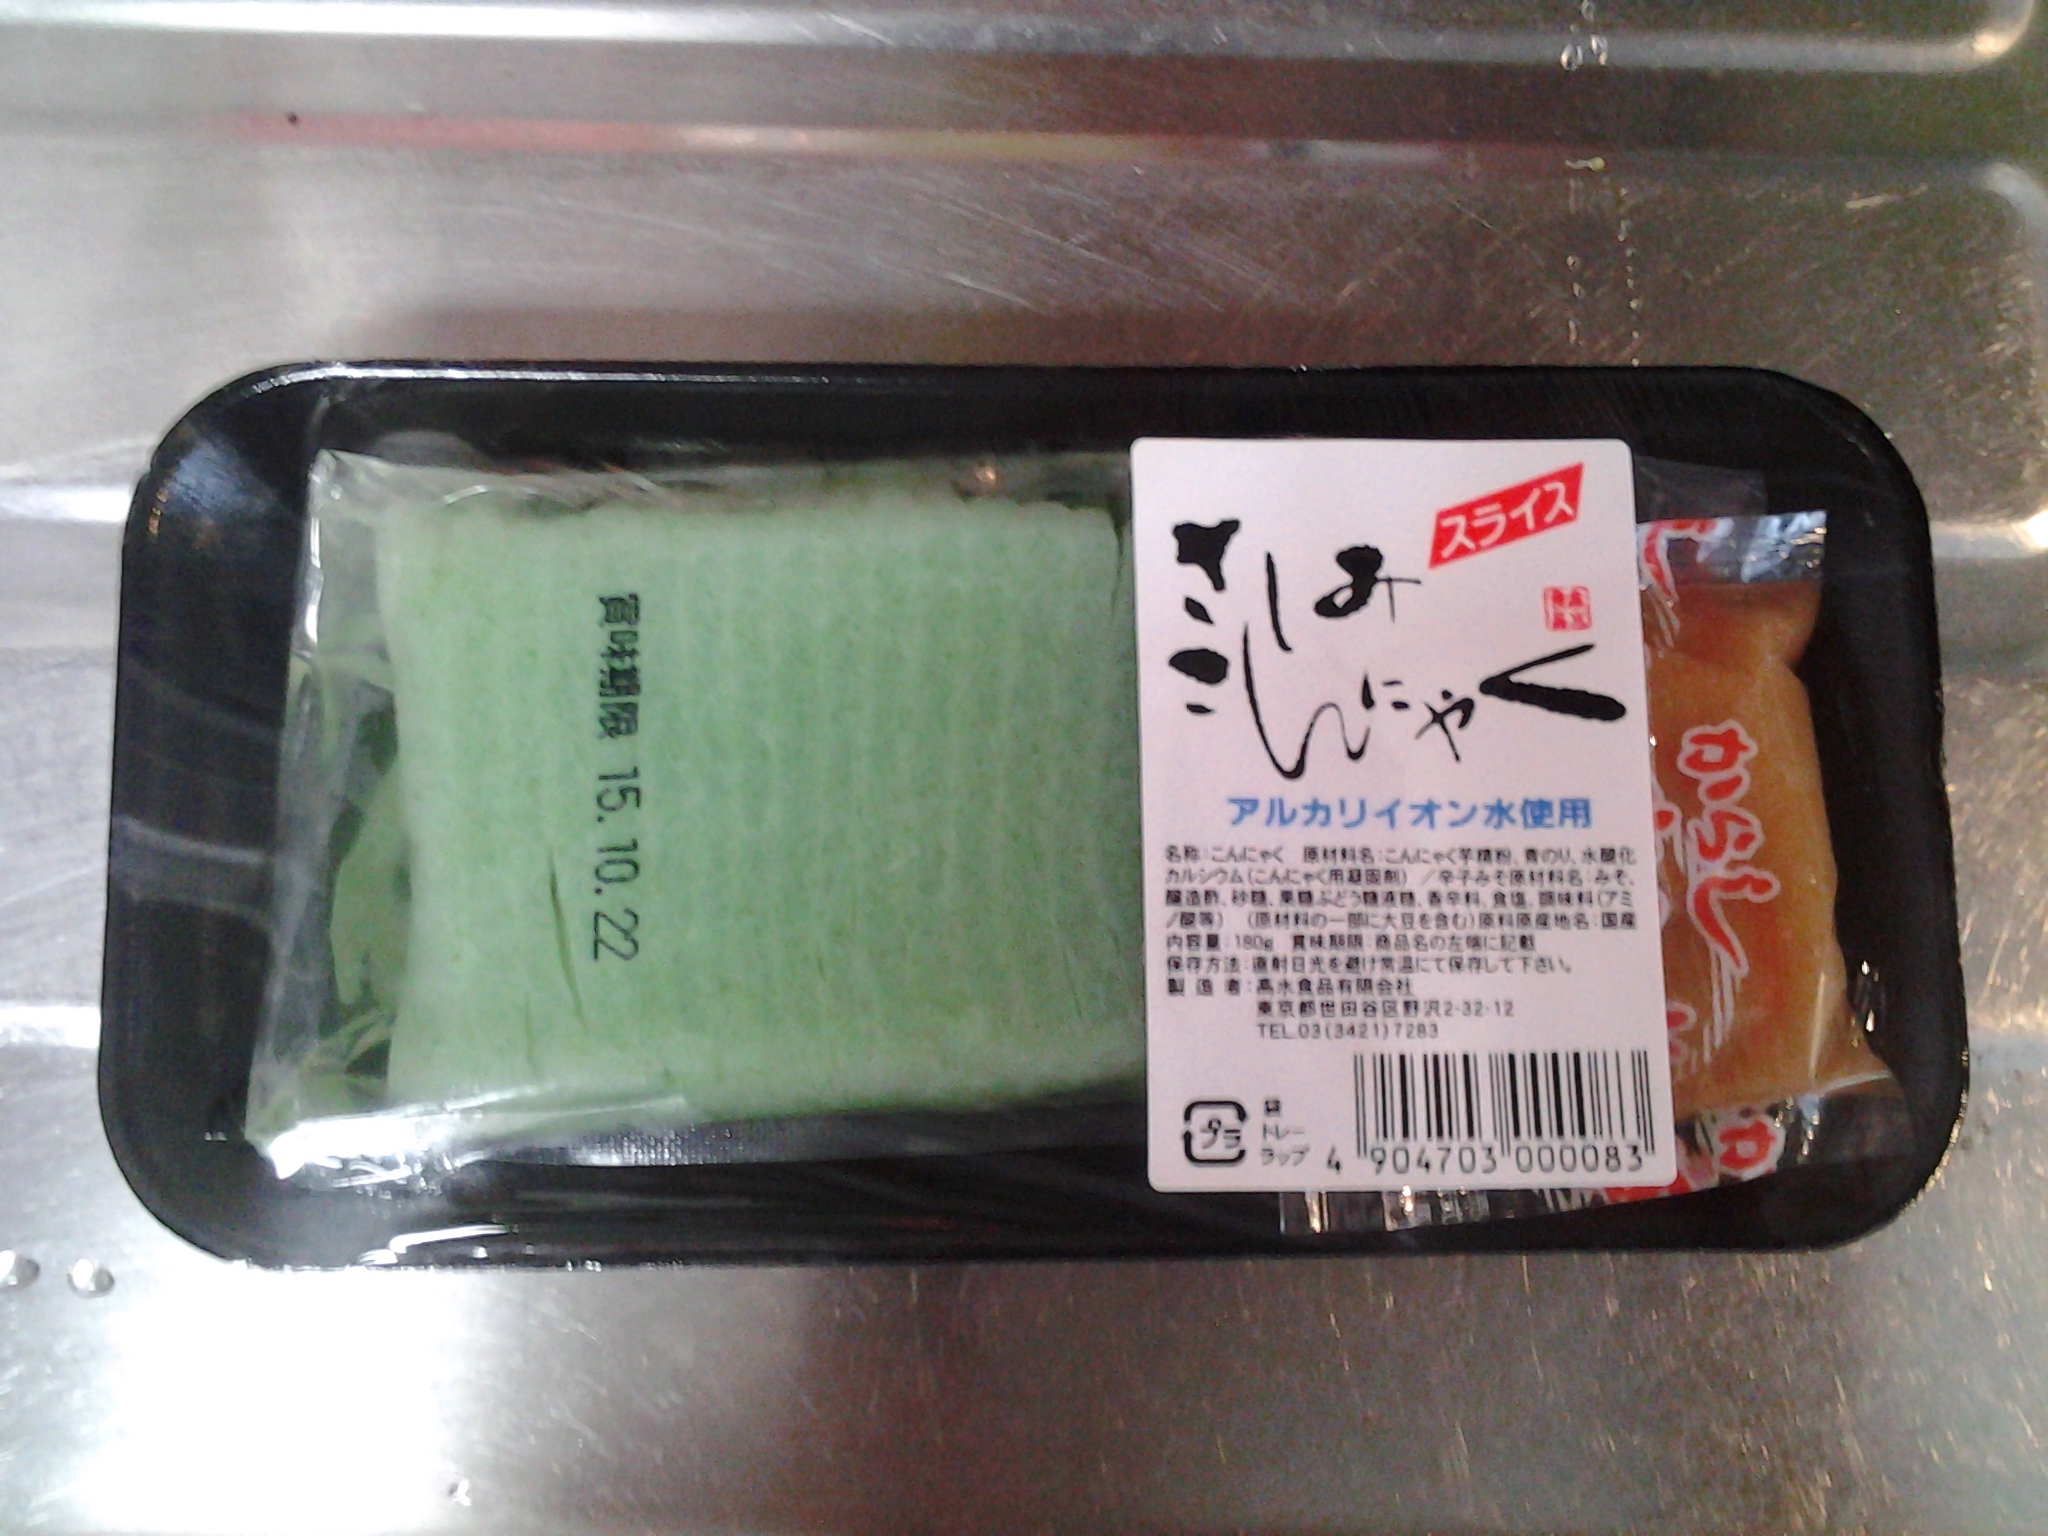 賞味期限 15.10.22
スライス
さしみ
こんにゃく
アルカリイオン水使用
名称:こんにゃく 原材料名:こんにゃく芋精粉、青のり、水酸化
カルシウム(こんにゃく用凝固剤) /辛子みそ原材料名:みそ、
醸造酢、砂糖、果糖ぶどう糖液糖、香辛料、食塩、調味料(アミ
ノ酸等) (原材料の一部に大豆を含む)原料原産地名:国産
内容量:180g 賞味期限:商品名の左端に記載
保存方法:直射日光を避け常温にて保存して下さい。
製造者:髙水食品有限会社
東京都世田谷区野沢2-32-12
TEL.03(3421)7283
プラ
袋
トレー
ラップ
4 904703 000083
からし